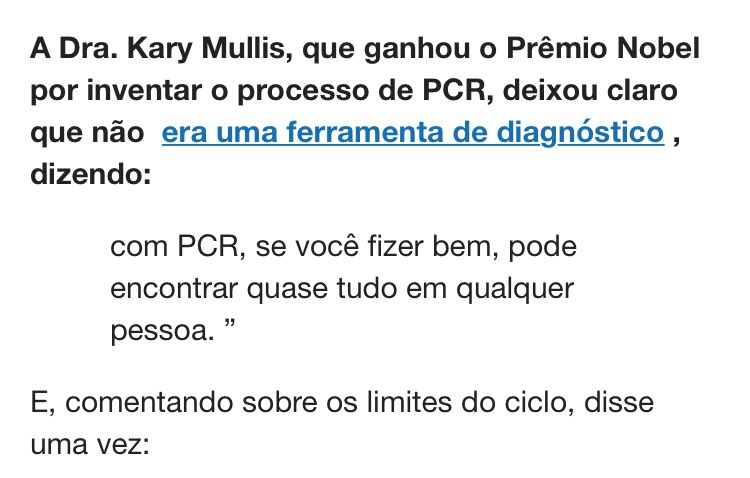 A Dra. Kary Mullis, que ganhou o Prêmio Nobel
por inventar o processo de PCR, deixou claro
que não era uma ferramenta de diagnóstico ,
dizendo:
com PCR, se você fizer bem, pode
encontrar quase tudo em qualquer
pessoa. ”
E, comentando sobre os limites do ciclo, disse
uma vez: